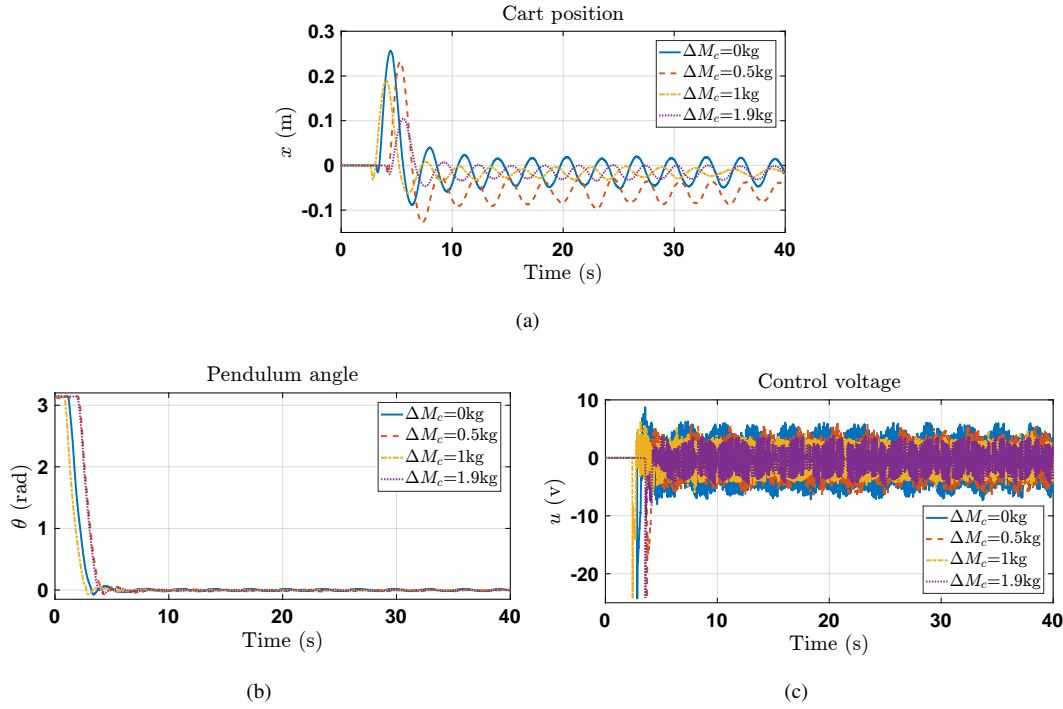 Cart position
0.3
0.2
0.1
0
-0.1
x (m)
ΔM_c=0kg
ΔM_c=0.5kg
ΔM_c=1kg
ΔM_c=1.9kg
0 10 20 30 40
Time (s)
(a)
Pendulum angle
3
2
1
0
θ (rad)
ΔM_c=0kg
ΔM_c=0.5kg
ΔM_c=1kg
ΔM_c=1.9kg
0 10 20 30 40
Time (s)
(b)
Control voltage
10
0
-10
-20
u (v)
ΔM_c=0kg
ΔM_c=0.5kg
ΔM_c=1kg
ΔM_c=1.9kg
0 10 20 30 40
Time (s)
(c)